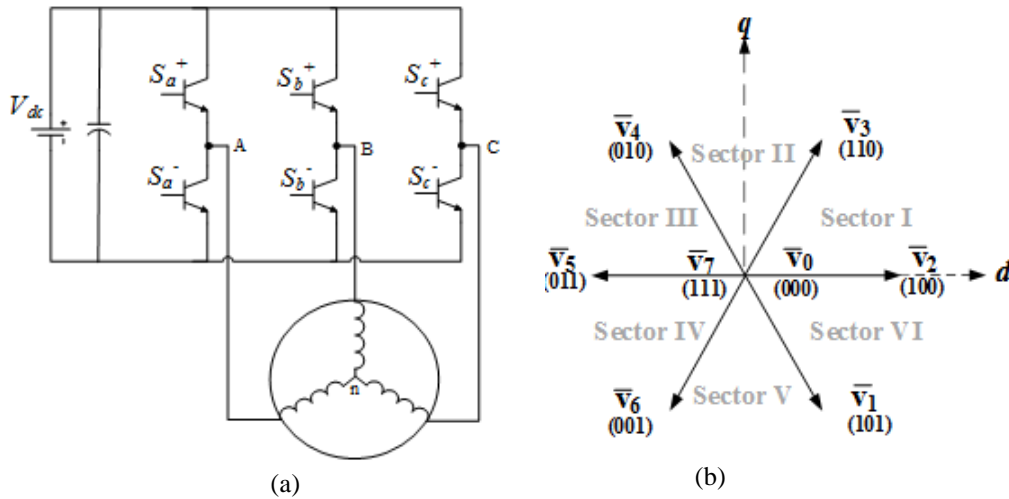 S_a^+
S_b^+
S_c^+
V_dc
+
-
A
B
C
S_a^-
S_b^-
S_c^-
n
(a)
q
v̅4
(010)
Sector II
v̅3
(110)
Sector III
Sector I
v̅5
(011)
v̅7
(111)
v̅0
(000)
v̅2
(100)
d
Sector IV
Sector VI
v̅6
(001)
Sector V
v̅1
(101)
(b)